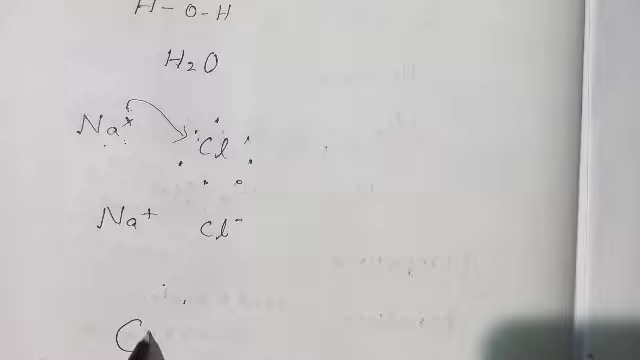 H - O - H
H₂O
Na Cl
Na⁺ Cl⁻
C